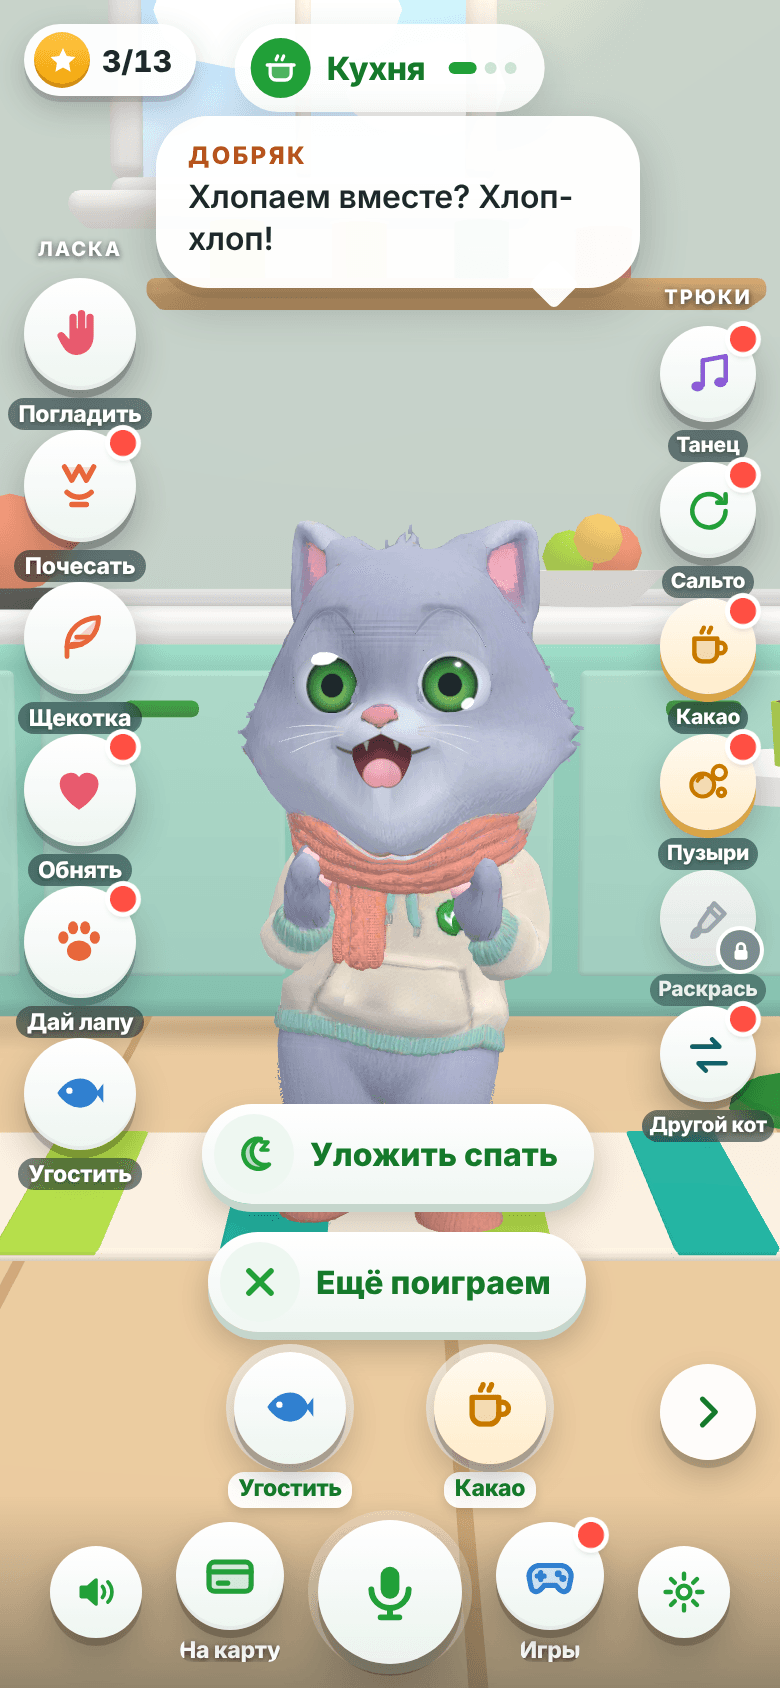 3/13
Кухня
ДОБРЯК
Хлопаем вместе? Хлоп-
хлоп!
ЛАСКА
ТРЮКИ
Погладить
Танец
Почесать
Сальто
Щекотка
Какао
Обнять
Пузыри
Дай лапу
Раскрась
Угостить
Другой кот
Уложить спать
Ещё поиграем
Угостить
Какао
На карту
Игры